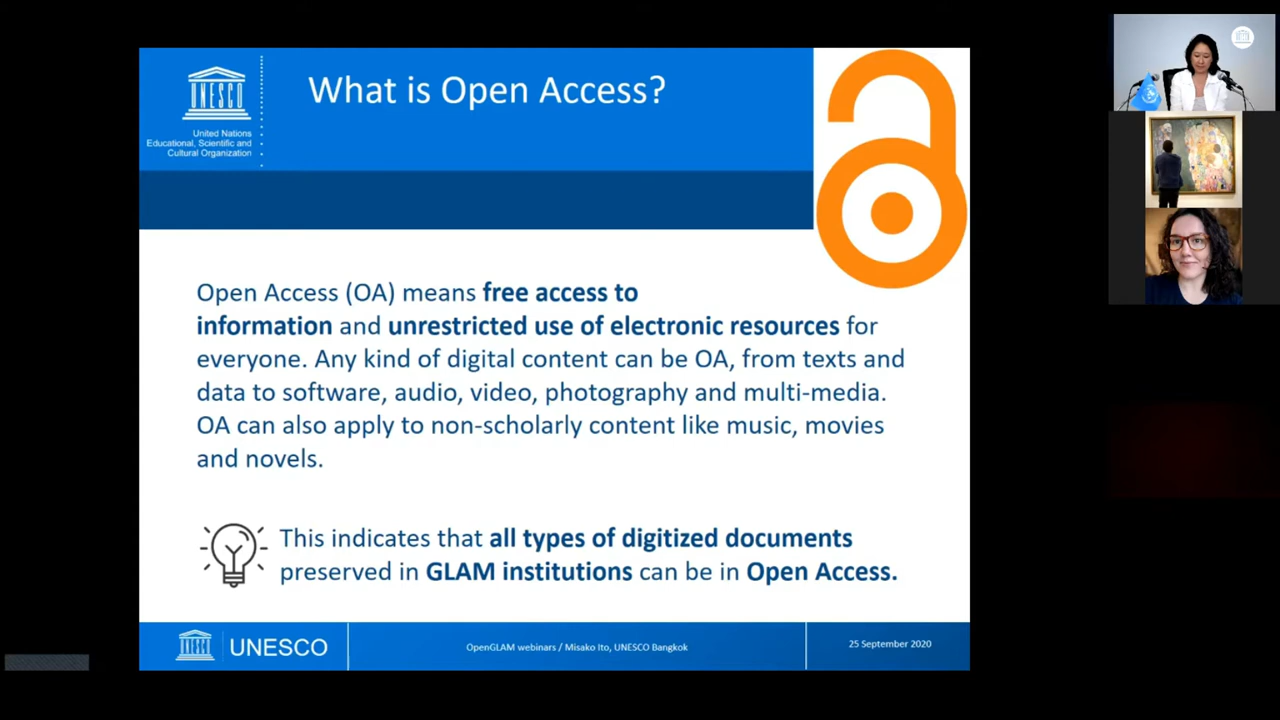 What is Open Access?
UNESCO
United Nations
Educational, Scientific and
Cultural Organization
Open Access (OA) means free access to
information and unrestricted use of electronic resources for
everyone. Any kind of digital content can be OA, from texts and
data to software, audio, video, photography and multi-media.
OA can also apply to non-scholarly content like music, movies
and novels.
This indicates that all types of digitized documents
preserved in GLAM institutions can be in Open Access.
UNESCO
OpenGLAM webinars / Misako Ito, UNESCO Bangkok
25 September 2020